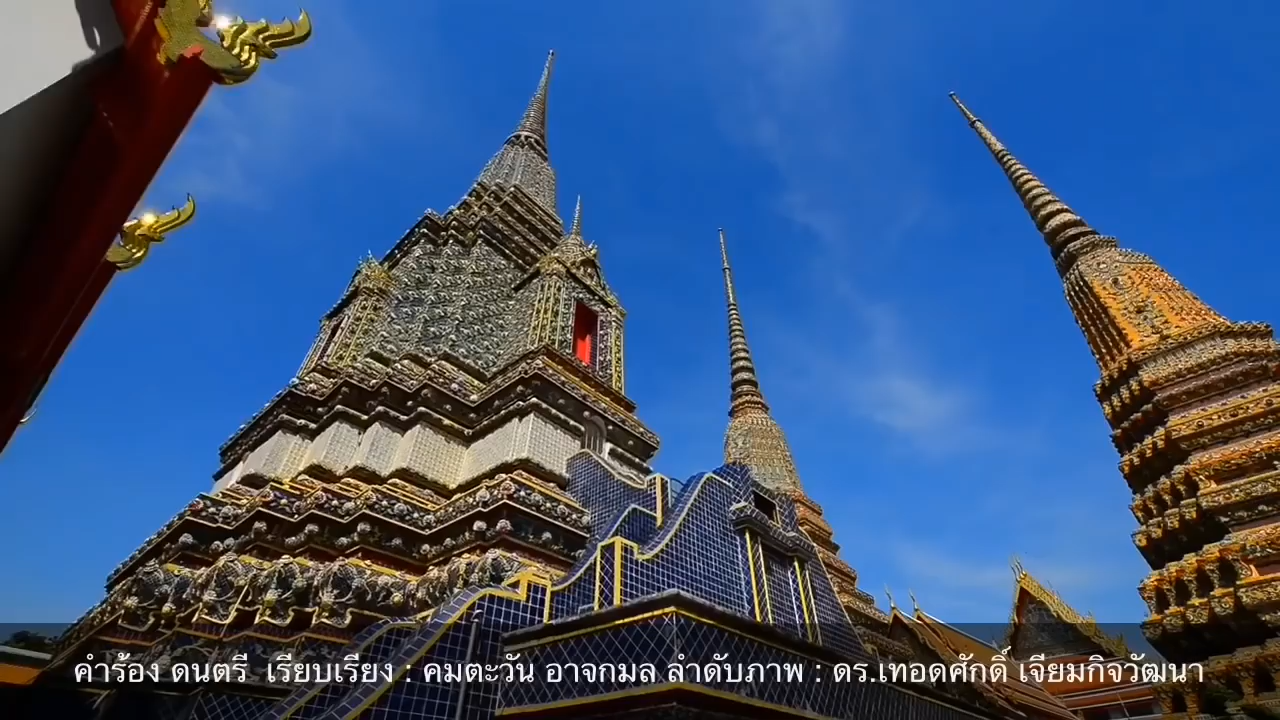 คำร้อง ดนตรี เรียบเรียง : คมตะวัน อาจกมล ลำดับภาพ : ดร.เทอดศักดิ์ เจียมกิจวัฒนา